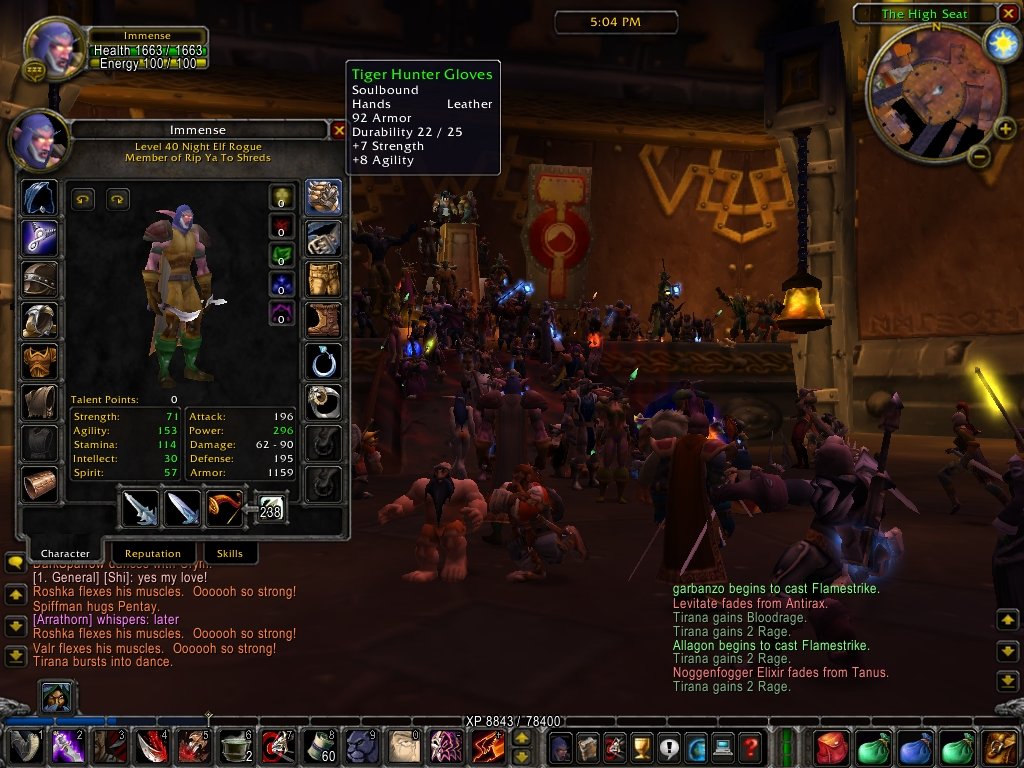 Immense
Health 1663 / 1663
Energy 100 / 100
zzz
5:04 PM
The High Seat
N
Tiger Hunter Gloves
Soulbound
Hands Leather
92 Armor
Durability 22 / 25
+7 Strength
+8 Agility
Immense
Level 40 Night Elf Rogue
Member of Rip Ya To Shreds
0
0
0
0
0
Talent Points: 0
Strength: 71
Agility: 153
Stamina: 114
Intellect: 30
Spirit: 57
Attack: 196
Power: 296
Damage: 62 - 90
Defense: 195
Armor: 1159
238
Character
Reputation
Skills
DarkSparrow dances with
[1. General] [Shi]: yes my love!
Roshka flexes his muscles. Oooooh so strong!
Spiffman hugs Pentay.
[Arrathorn] whispers: later
Roshka flexes his muscles. Oooooh so strong!
Valr flexes his muscles. Oooooh so strong!
Tirana bursts into dance.
garbanzo begins to cast Flamestrike.
Levitate fades from Antirax.
Tirana gains Bloodrage.
Tirana gains 2 Rage.
Allagon begins to cast Flamestrike.
Tirana gains 2 Rage.
Noggenfogger Elixir fades from Tanus.
Tirana gains 2 Rage.
XP 8843 / 78400
1 2 3 4 5 6 7 8 9 0 - =
2
60